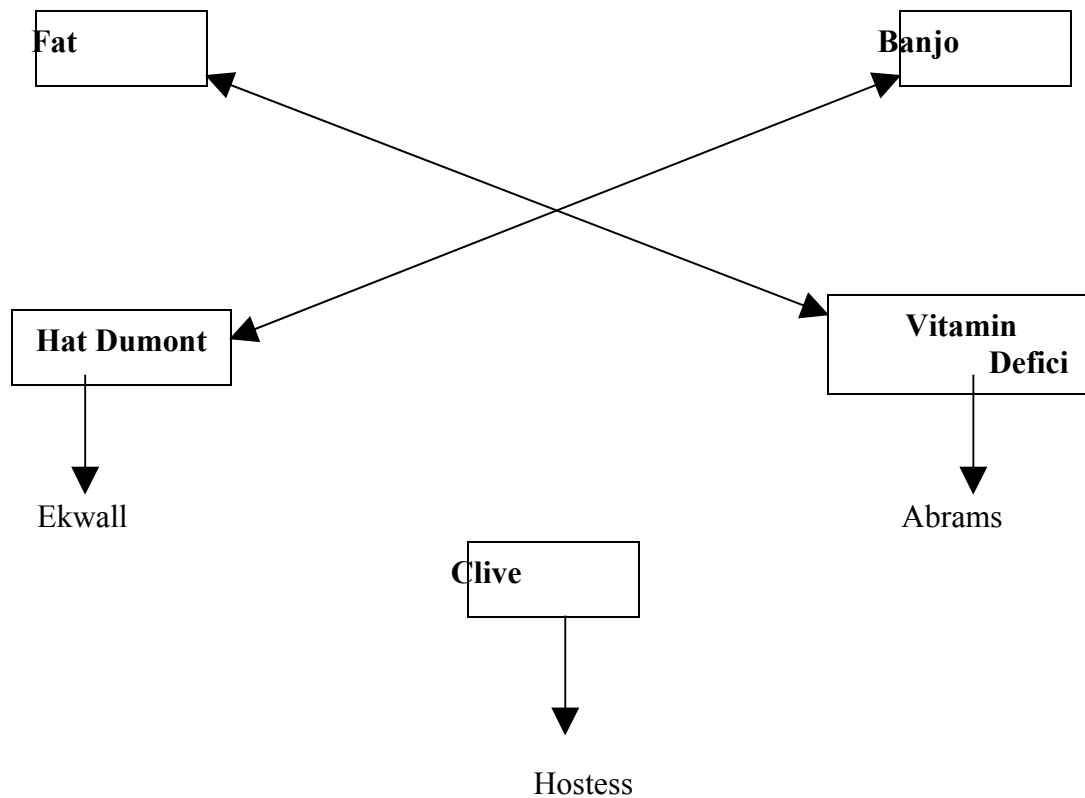 Fat
Banjo
Hat Dumont
Vitamin
Defici
Ekwall
Abrams
Clive
Hostess